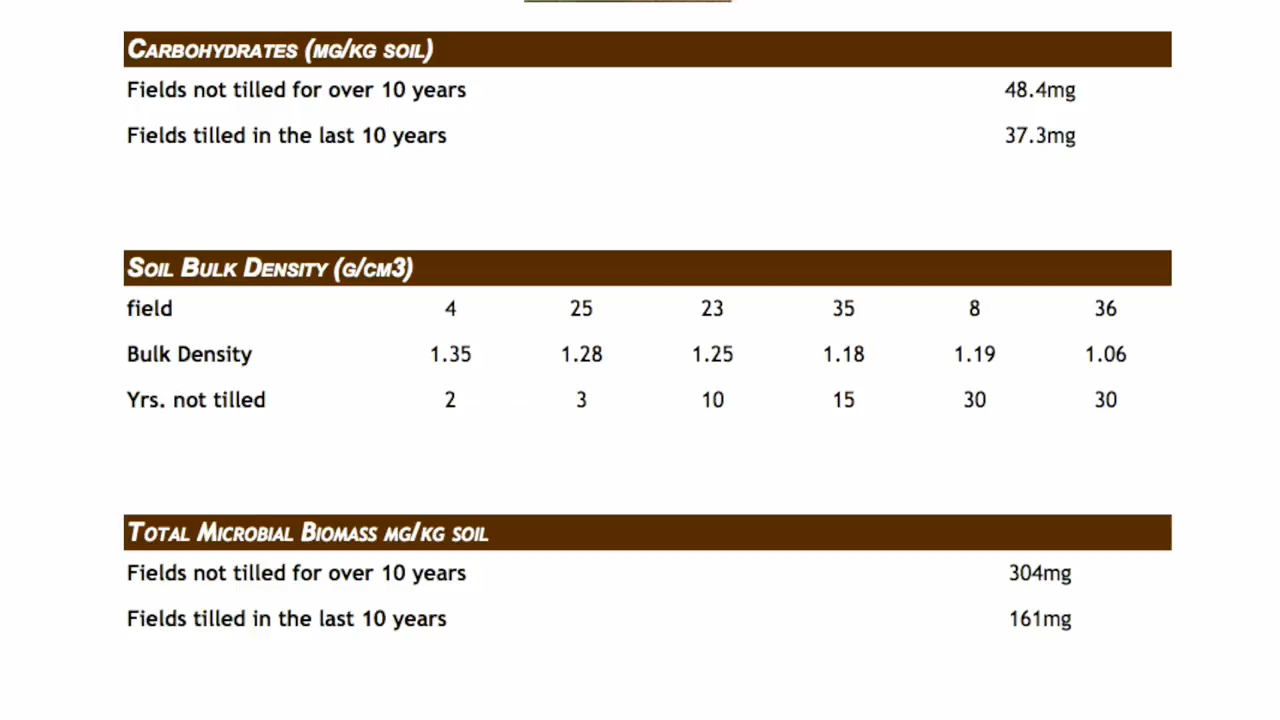 CARBOHYDRATES (MG/KG SOIL)
Fields not tilled for over 10 years 48.4mg
Fields tilled in the last 10 years 37.3mg
SOIL BULK DENSITY (G/CM3)
field 4 25 23 35 8 36
Bulk Density 1.35 1.28 1.25 1.18 1.19 1.06
Yrs. not tilled 2 3 10 15 30 30
TOTAL MICROBIAL BIOMASS MG/KG SOIL
Fields not tilled for over 10 years 304mg
Fields tilled in the last 10 years 161mg